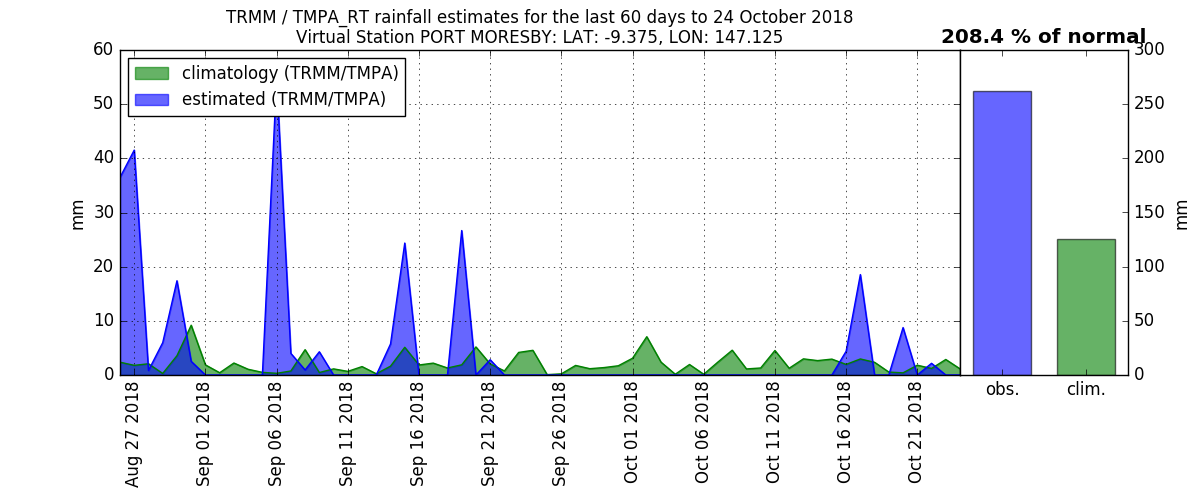 TRMM / TMPA_RT rainfall estimates for the last 60 days to 24 October 2018
Virtual Station PORT MORESBY: LAT: -9.375, LON: 147.125
208.4 % of normal
climatology (TRMM/TMPA)
estimated (TRMM/TMPA)
60
50
40
30
20
10
0
mm
300
250
200
150
100
50
0
mm
Aug 27 2018
Sep 01 2018
Sep 06 2018
Sep 11 2018
Sep 16 2018
Sep 21 2018
Sep 26 2018
Oct 01 2018
Oct 06 2018
Oct 11 2018
Oct 16 2018
Oct 21 2018
obs.
clim.